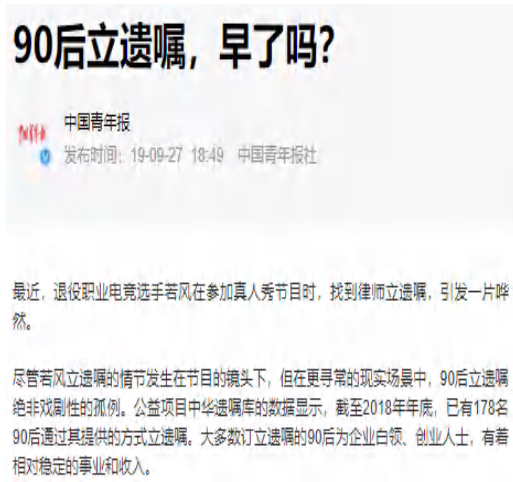 90后立遗嘱，早了吗？
中国青年报
发布时间：19-09-27 18:49 中国青年报社
最近，退役职业电竞选手若风在参加真人秀节目时，找到律师立遗嘱，引发一片哗
然。
尽管若风立遗嘱的情节发生在节目的镜头下，但在更寻常的现实场景中，90后立遗嘱
绝非戏剧性的孤例。公益项目中华遗嘱库的数据显示，截至2018年年底，已有178名
90后通过其提供的方式立遗嘱。大多数订立遗嘱的90后为企业白领、创业人士，有着
相对稳定的事业和收入。